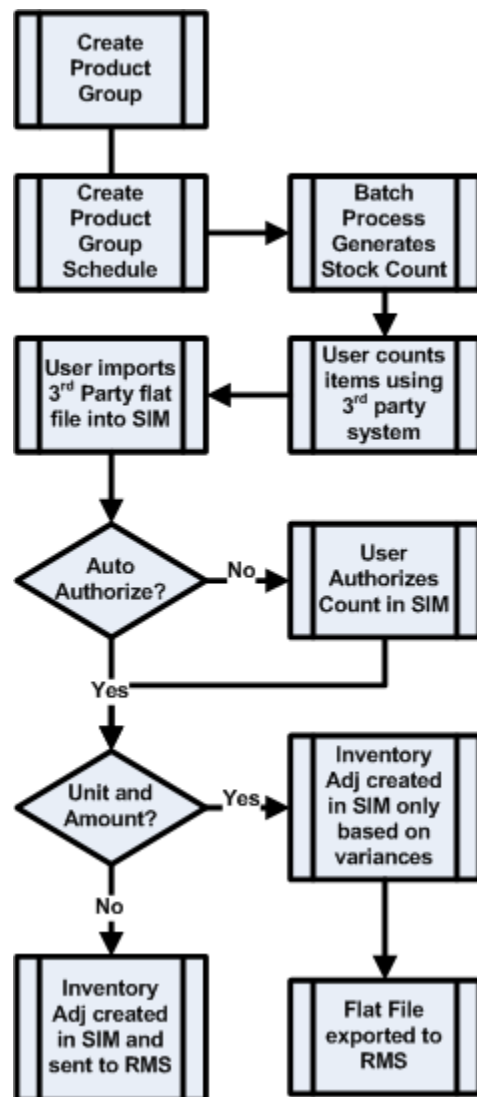 Create
Product
Group
Create
Product
Group
Schedule
Batch
Process
Generates
Stock Count
User counts
items using
3rd party
system
User imports
3rd Party flat
file into SIM
Auto
Authorize?
No
User
Authorizes
Count in SIM
Yes
Unit and
Amount?
Yes
Inventory
Adj created
in SIM only
based on
variances
No
Inventory
Adj created
in SIM and
sent to RMS
Flat File
exported to
RMS